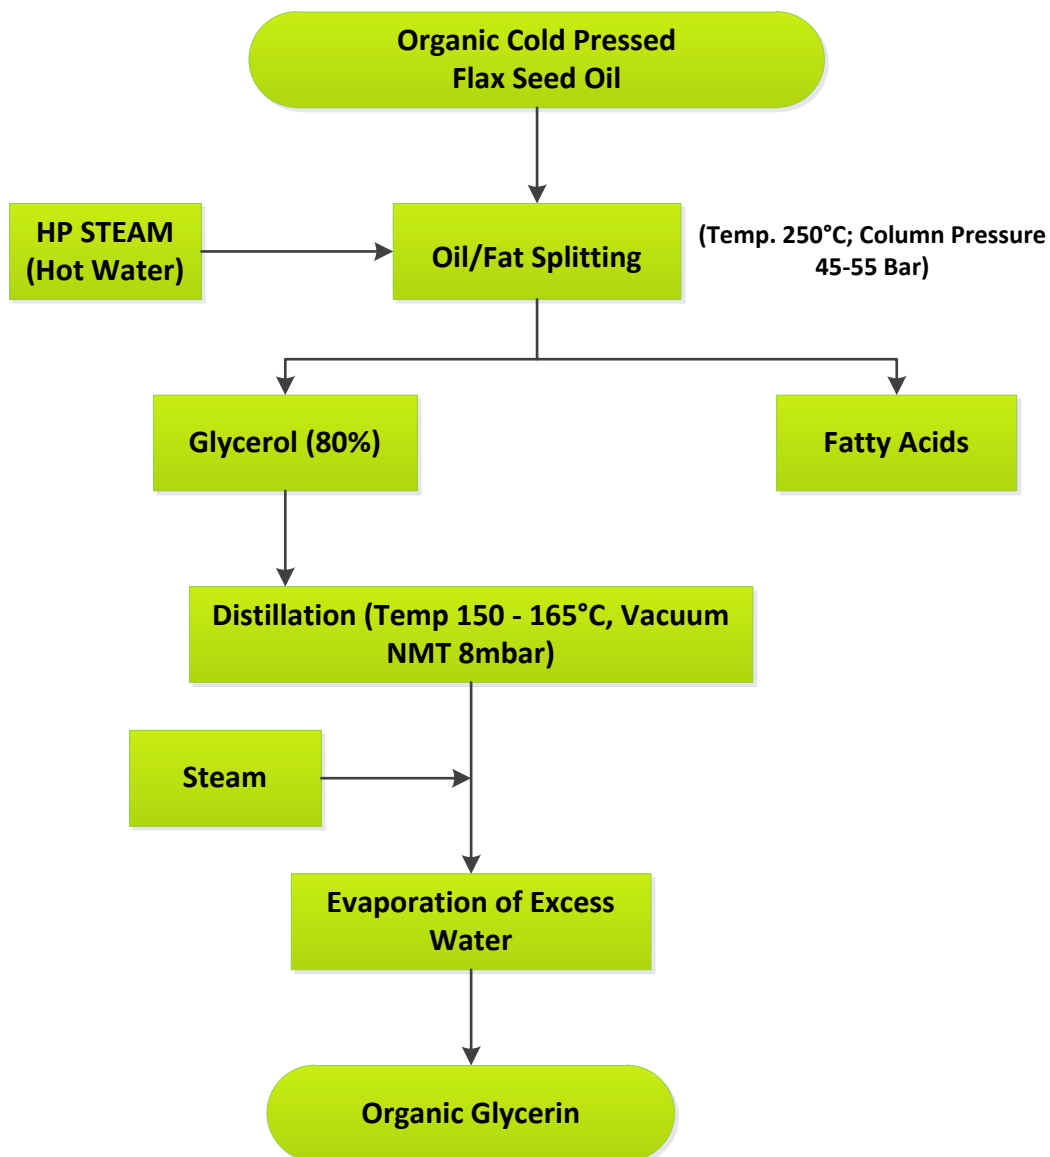 Organic Cold Pressed
Flax Seed Oil
HP STEAM
(Hot Water)
Oil/Fat Splitting
(Temp. 250°C; Column Pressure
45-55 Bar)
Glycerol (80%)
Fatty Acids
Distillation (Temp 150 - 165°C, Vacuum
NMT 8mbar)
Steam
Evaporation of Excess
Water
Organic Glycerin